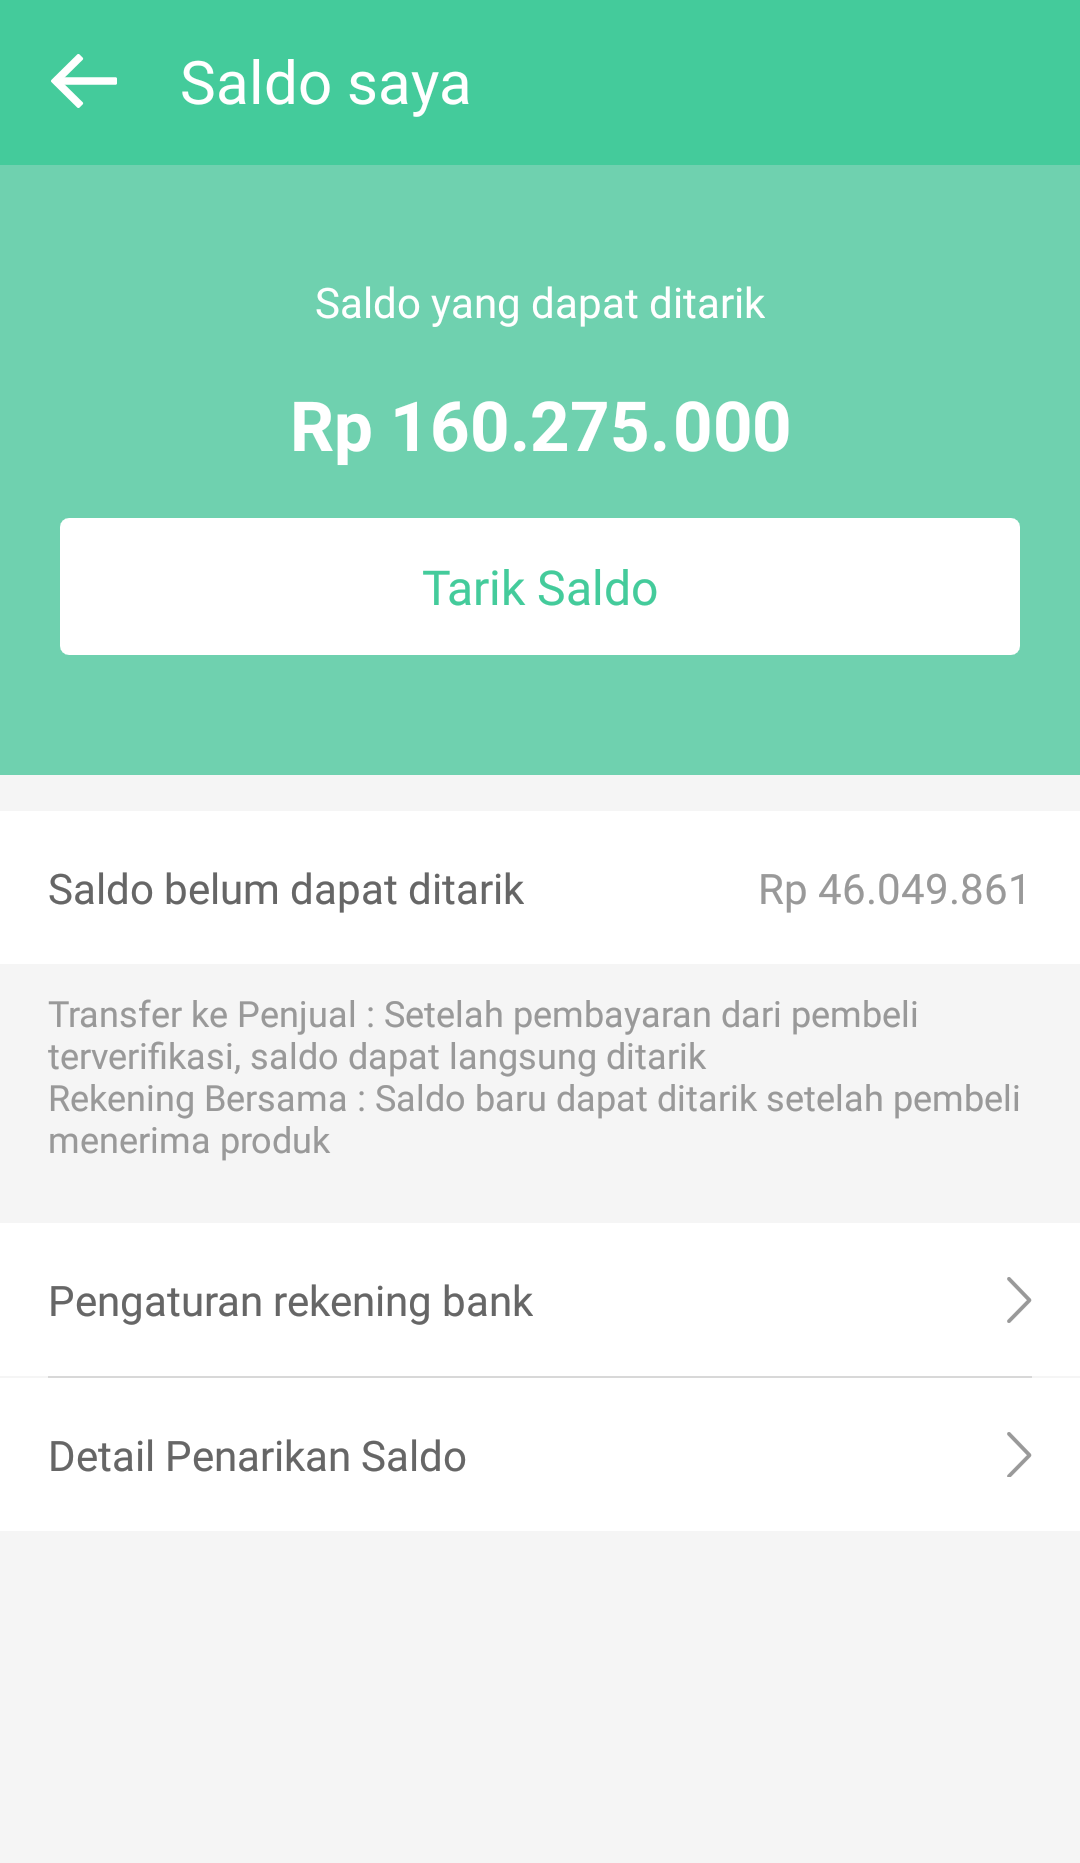 Saldo saya
Saldo yang dapat ditarik
Rp 160.275.000
Tarik Saldo
Saldo belum dapat ditarik Rp 46.049.861
Transfer ke Penjual : Setelah pembayaran dari pembeli
terverifikasi, saldo dapat langsung ditarik
Rekening Bersama : Saldo baru dapat ditarik setelah pembeli
menerima produk
Pengaturan rekening bank
Detail Penarikan Saldo